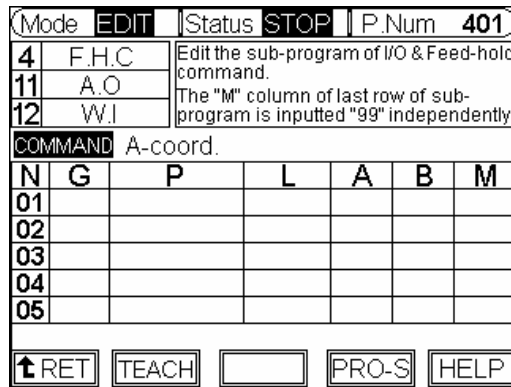 Mode EDIT Status STOP P.Num 401
4 F.H.C
11 A.O
12 W.I
Edit the sub-program of I/O & Feed-hold
command.
The "M" column of last row of sub-
program is inputted "99" independently
COMMAND A-coord.
N G P L A B M
01
02
03
04
05
RET TEACH PRO-S HELP